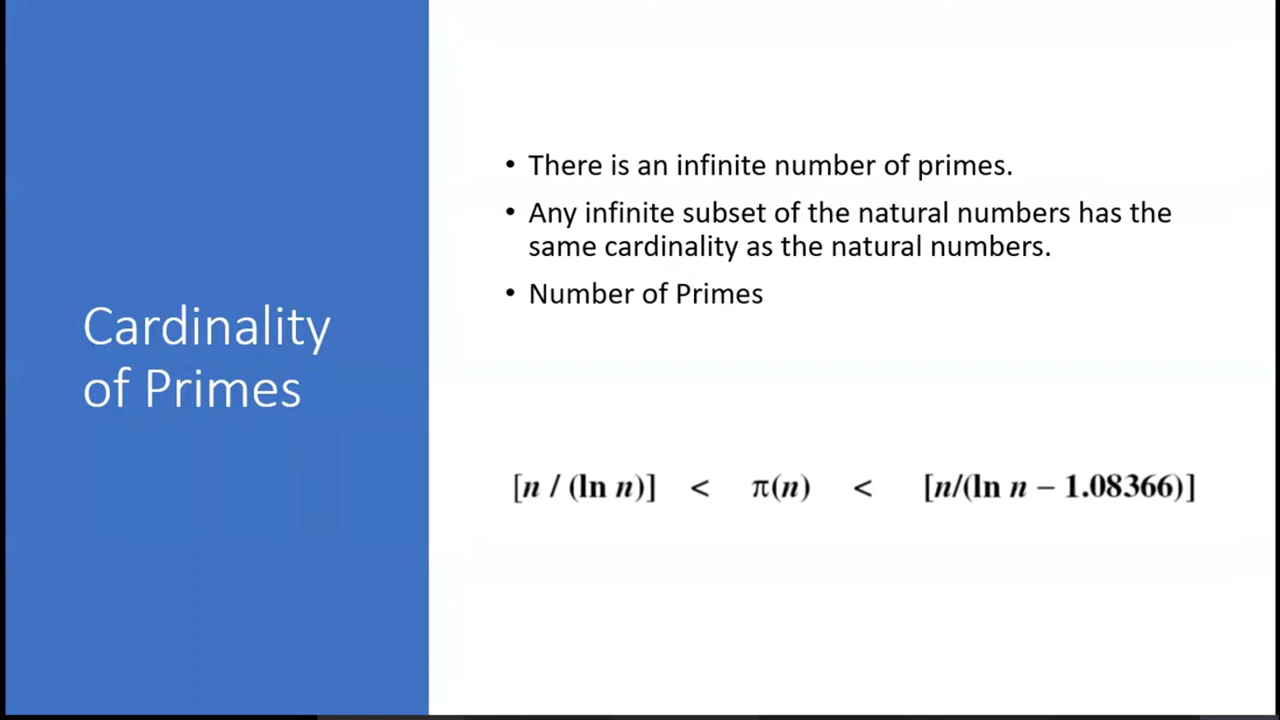 Cardinality
of Primes
• There is an infinite number of primes.
• Any infinite subset of the natural numbers has the
same cardinality as the natural numbers.
• Number of Primes
[n / (ln n)] < π(n) < [n/(ln n − 1.08366)]